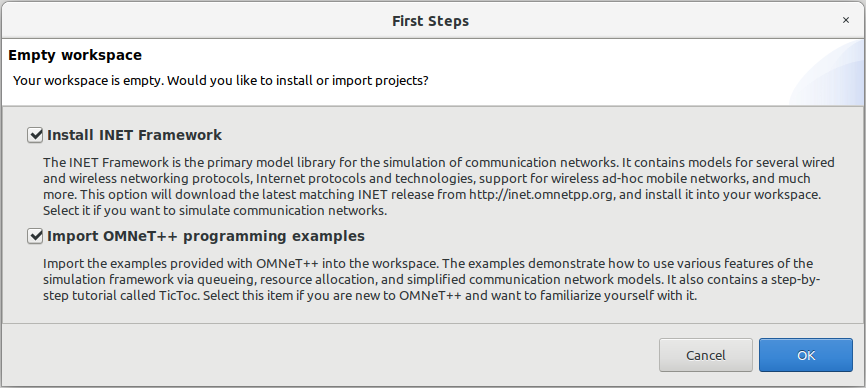 First Steps
×
Empty workspace
Your workspace is empty. Would you like to install or import projects?
Install INET Framework
The INET Framework is the primary model library for the simulation of communication networks. It contains models for several wired
and wireless networking protocols, Internet protocols and technologies, support for wireless ad-hoc mobile networks, and much
more. This option will download the latest matching INET release from http://inet.omnetpp.org, and install it into your workspace.
Select it if you want to simulate communication networks.
Import OMNeT++ programming examples
Import the examples provided with OMNeT++ into the workspace. The examples demonstrate how to use various features of the
simulation framework via queueing, resource allocation, and simplified communication network models. It also contains a step-by-
step tutorial called TicToc. Select this item if you are new to OMNeT++ and want to familiarize yourself with it.
Cancel
OK